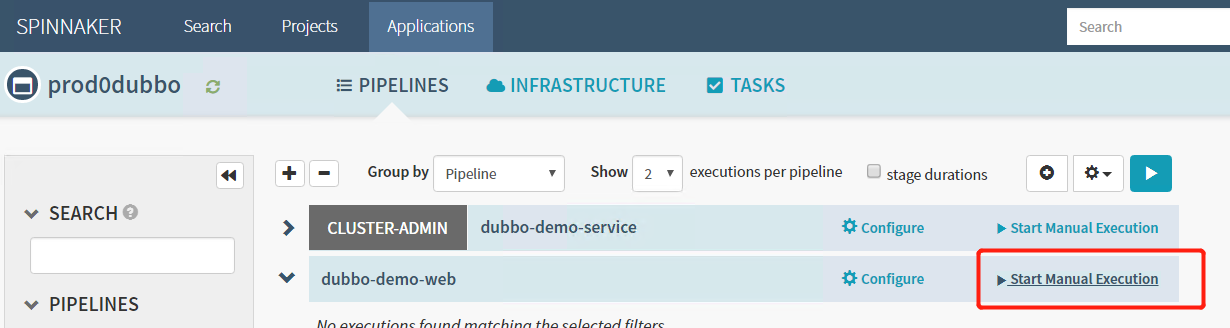 SPINNAKER Search Projects Applications Search
prod0dubbo PIPELINES INFRASTRUCTURE TASKS
Group by Pipeline Show 2 executions per pipeline stage durations
SEARCH ?
CLUSTER-ADMIN dubbo-demo-service Configure Start Manual Execution
dubbo-demo-web Configure Start Manual Execution
PIPELINES
No executions found matching the selected filters.